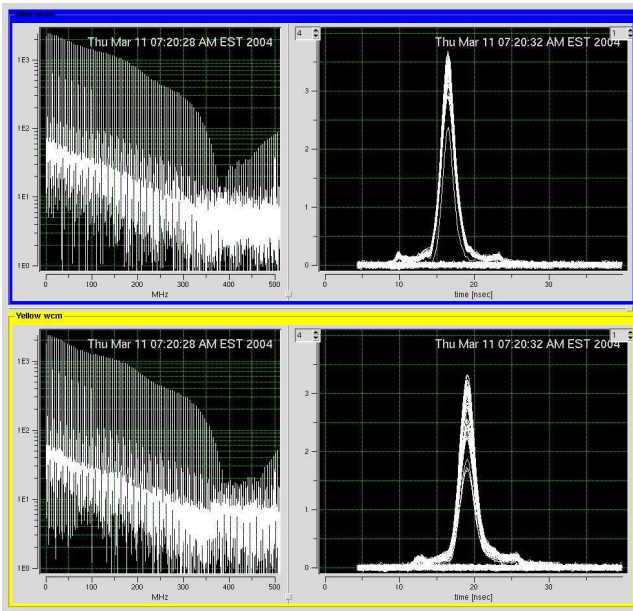 Thu Mar 11 07:20:28 AM EST 2004
1E3
1E2
1E1
1E0
0 100 200 300 400 500
MHz
4
1
Thu Mar 11 07:20:32 AM EST 2004
3
2
1
0
0 10 20 30
time [nsec]
Yellow wcm
Thu Mar 11 07:20:28 AM EST 2004
1E3
1E2
1E1
1E0
0 100 200 300 400 500
MHz
4
1
Thu Mar 11 07:20:32 AM EST 2004
3
2
1
0
0 10 20 30
time [nsec]